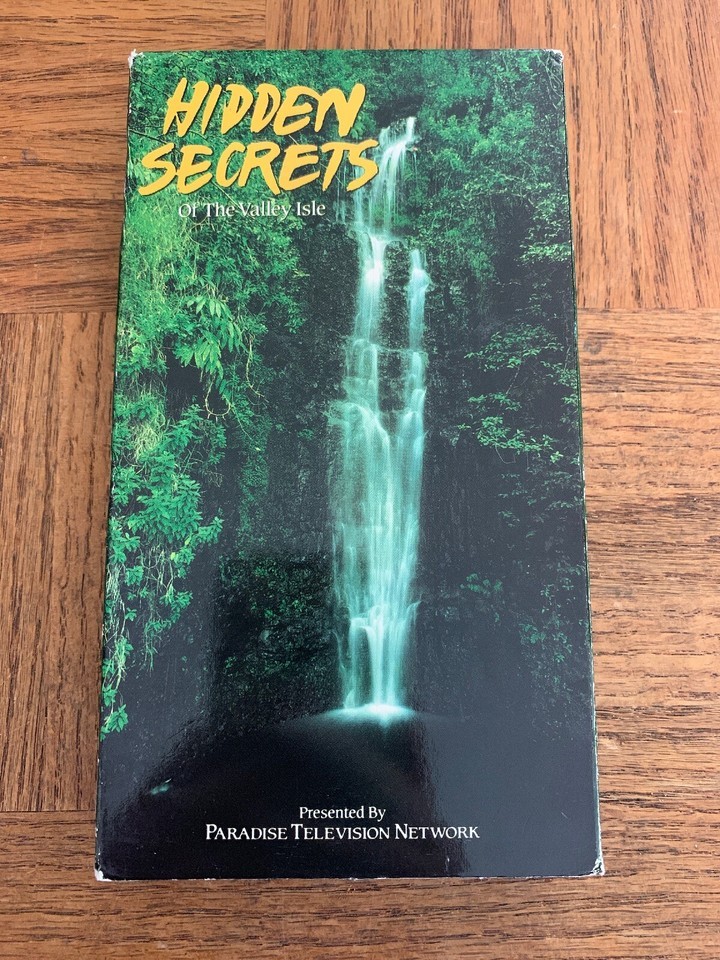 HIDDEN
SECRETS
Of The Valley Isle
Presented By
PARADISE TELEVISION NETWORK